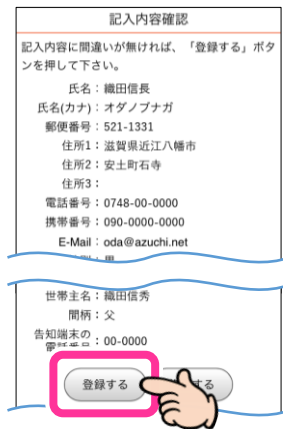 記入内容確認
記入内容に間違いが無ければ、「登録する」ボタ
ンを押して下さい。
氏名：織田信長
氏名(カナ)：オダノブナガ
郵便番号：521-1331
住所1：滋賀県近江八幡市
住所2：安土町石寺
住所3：
電話番号：0748-00-0000
携帯番号：090-0000-0000
E-Mail：oda@azuchi.net
世帯主名：織田信秀
間柄：父
告知端末の
電話番号：00-0000
登録する
する